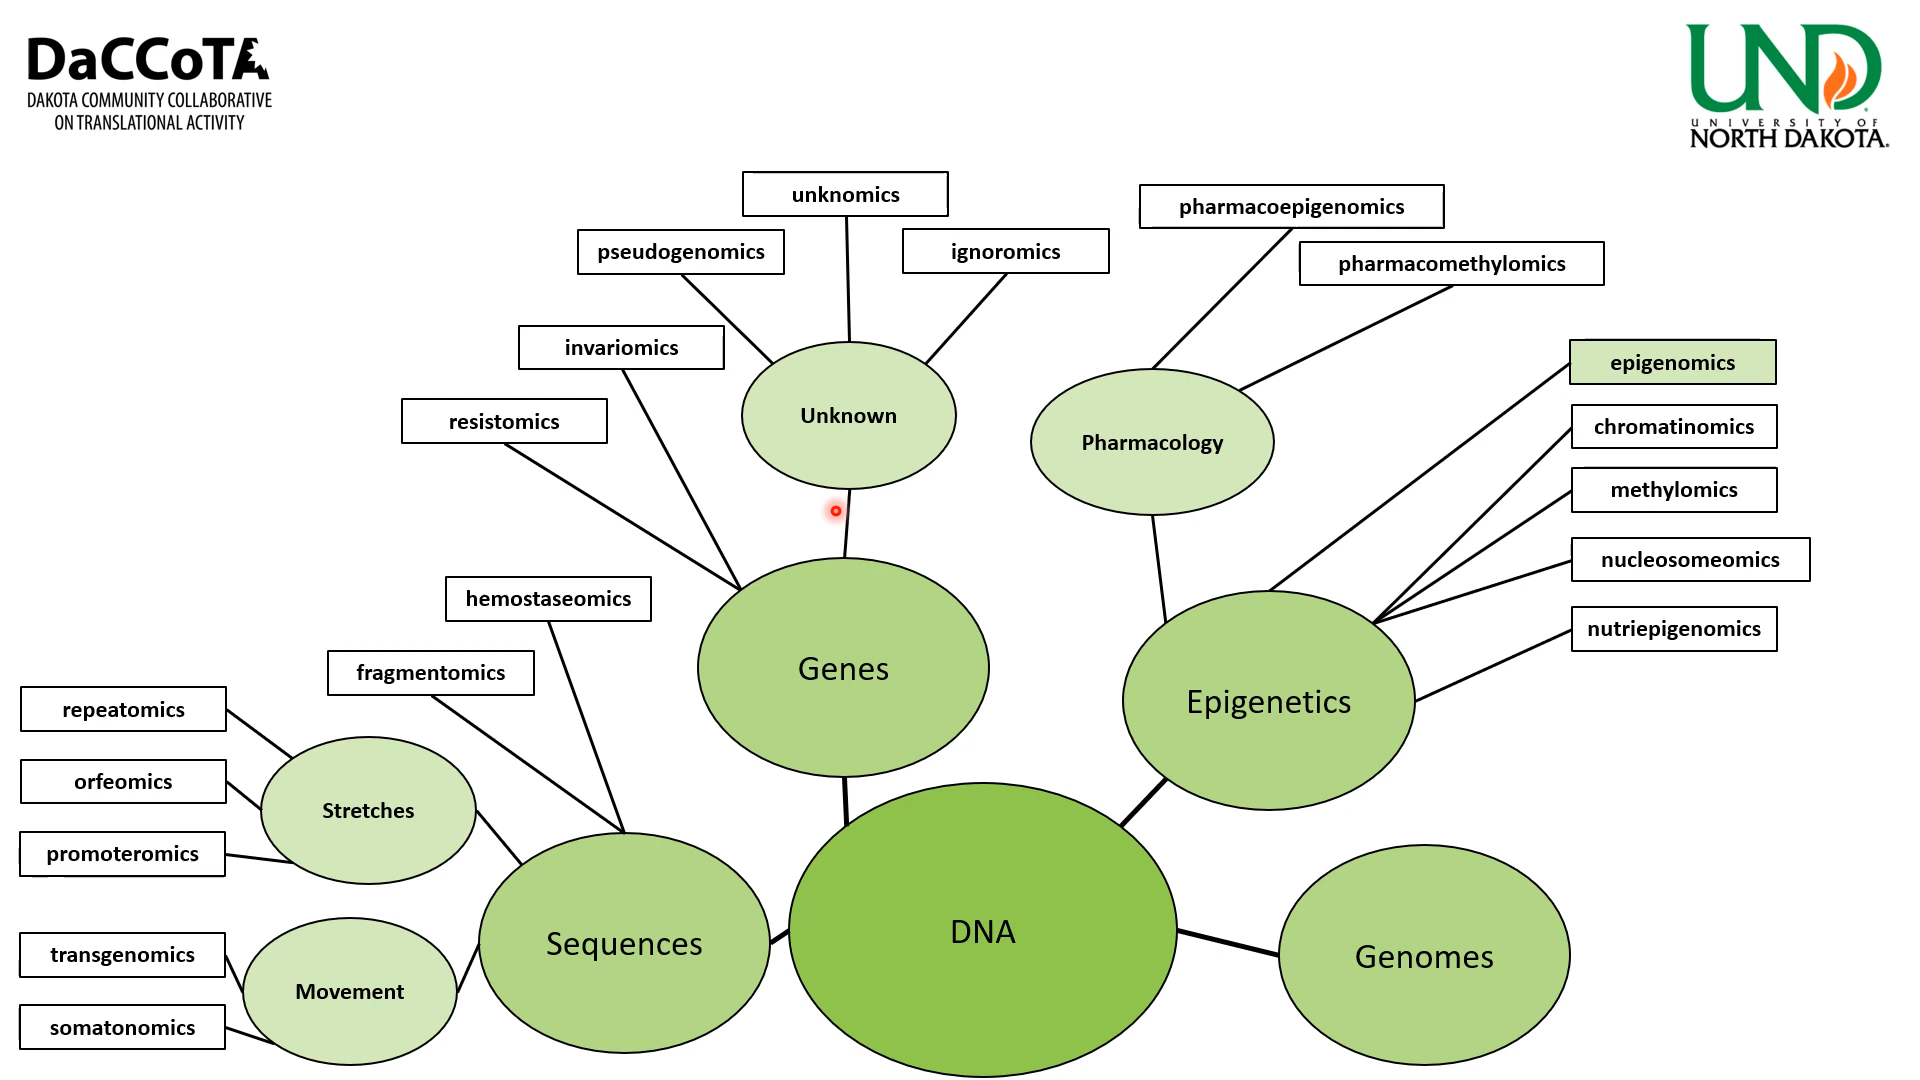 DaCCoTA
DAKOTA COMMUNITY COLLABORATIVE
ON TRANSLATIONAL ACTIVITY
UND
UNIVERSITY OF
NORTH DAKOTA.
unknomics
pseudogenomics
ignoromics
invariomics
resistomics
Unknown
pharmacoepigenomics
pharmacomethylomics
Pharmacology
epigenomics
chromatinomics
methylomics
nucleosomeomics
nutriepigenomics
hemostaseomics
fragmentomics
Genes
Epigenetics
repeatomics
orfeomics
promoteromics
Stretches
transgenomics
somatonomics
Movement
Sequences
DNA
Genomes